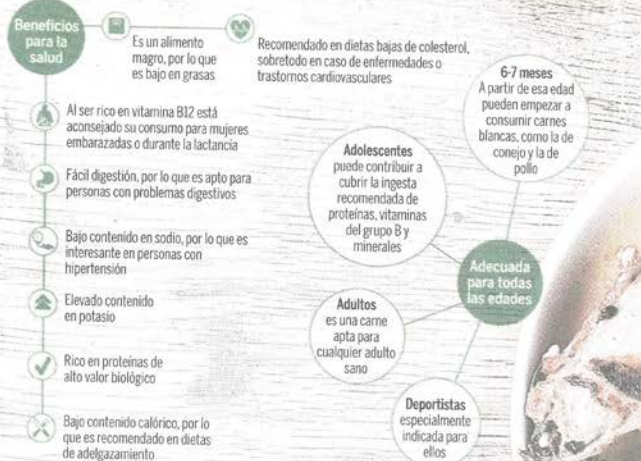 Beneficios
para la
salud
Es un alimento
magro, por lo que
es bajo en grasas
Recomendado en dietas bajas de colesterol,
sobretodo en caso de enfermedades o
trastornos cardiovasculares
Al ser rico en vitamina B12 está
aconsejado su consumo para mujeres
embarazadas o durante la lactancia
Fácil digestión, por lo que es apto para
personas con problemas digestivos
Bajo contenido en sodio, por lo que es
interesante en personas con
hipertensión
Elevado contenido
en potasio
Rico en proteínas de
alto valor biológico
Bajo contenido calórico, por lo
que es recomendado en dietas
de adelgazamiento
6-7 meses
A partir de esa edad
pueden empezar a
consumir carnes
blancas, como la de
conejo y la de
pollo
Adolescentes
puede contribuir a
cubrir la ingesta
recomendada de
proteínas, vitaminas
del grupo B y
minerales
Adecuada
para todas
las edades
Adultos
es una carne
apta para
cualquier adulto
sano
Deportistas
especialmente
indicada para
ellos